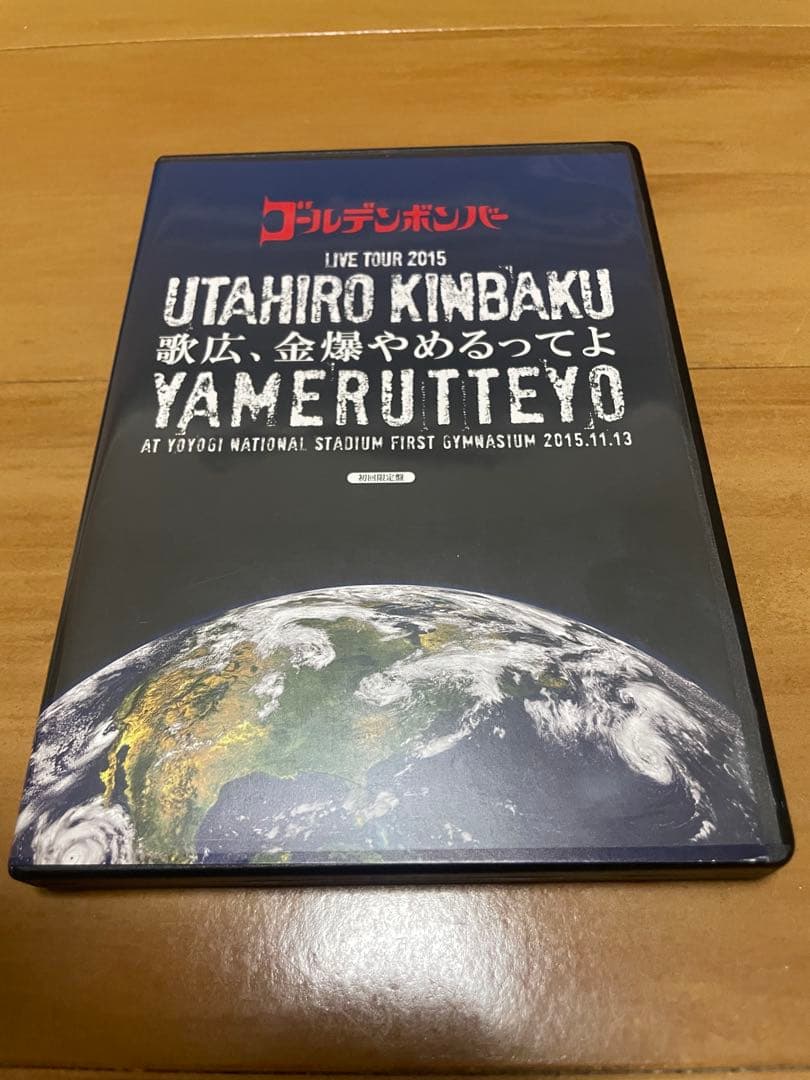 ゴールデンボンバー
LIVE TOUR 2015
UTAHIRO KINBAKU
歌広、金爆やめるってよ
YAMERUTTEYO
AT YOYOGI NATIONAL STADIUM FIRST GYMNASIUM 2015.11.13
初回限定盤